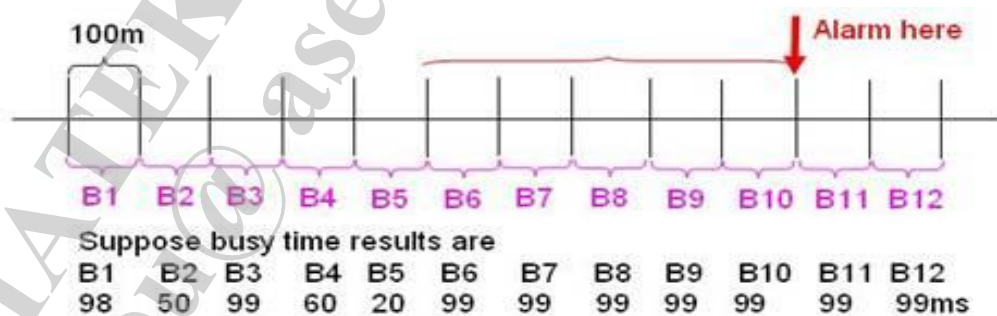 100m
Alarm here
B1 B2 B3 B4 B5 B6 B7 B8 B9 B10 B11 B12
Suppose busy time results are
B1 B2 B3 B4 B5 B6 B7 B8 B9 B10 B11 B12
98 50 99 60 20 99 99 99 99 99 99 99ms